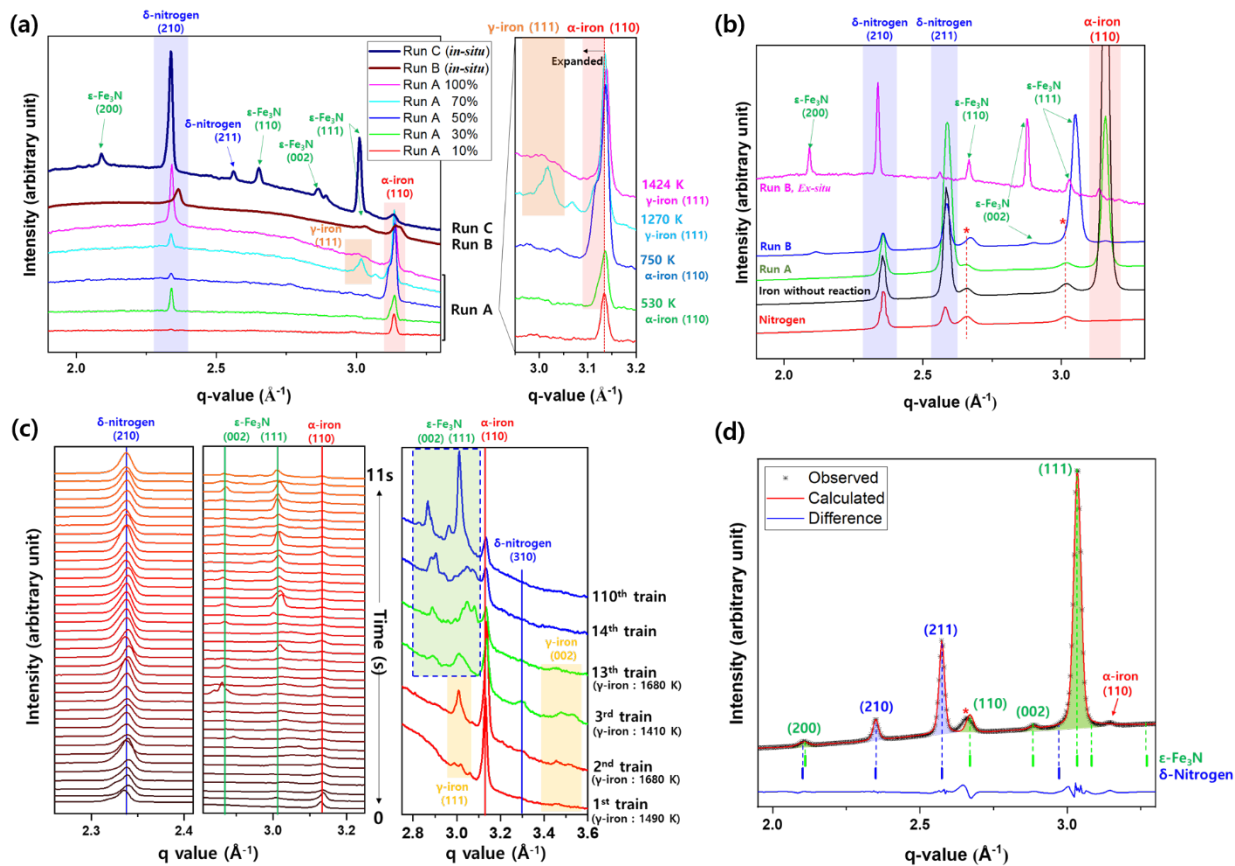 (a)
δ-nitrogen
(210)
ε-Fe₃N
(200)
δ-nitrogen
(211)
ε-Fe₃N
(110)
ε-Fe₃N
(002)
ε-Fe₃N
(111)
Run C (in-situ)
Run B (in-situ)
Run A 100%
Run A 70%
Run A 50%
Run A 30%
Run A 10%
α-iron
(110)
γ-iron
(111)
Run C
Run B
Run A
Intensity (arbitrary unit)
2.0 2.5 3.0
q-value (Å⁻¹)
γ-iron (111) α-iron (110)
Expanded
1424 K
γ-iron (111)
1270 K
γ-iron (111)
750 K
α-iron (110)
530 K
α-iron (110)
3.0 3.1 3.2
q-value (Å⁻¹)
(b)
δ-nitrogen
(210)
δ-nitrogen
(211)
α-iron
(110)
ε-Fe₃N
(200)
ε-Fe₃N
(110)
ε-Fe₃N
(111)
Run B, Ex-situ
ε-Fe₃N
(002)
* *
Run B
Run A
Iron without reaction
Nitrogen
Intensity (arbitrary unit)
2.0 2.5 3.0
q-value (Å⁻¹)
(c)
δ-nitrogen
(210)
ε-Fe₃N
(002) (111)
α-iron
(110)
11s
Time (s)
0
Intensity (arbitrary unit)
2.3 2.4
2.9 3.0 3.1 3.2
q value (Å⁻¹)
ε-Fe₃N
(002) (111)
α-iron
(110)
δ-nitrogen
(310)
110th train
14th train
γ-iron
(002)
13th train
(γ-iron : 1680 K)
3rd train
(γ-iron : 1410 K)
2nd train
(γ-iron : 1680 K)
γ-iron
(111)
1st train
(γ-iron : 1490 K)
2.8 3.0 3.2 3.4 3.6
q value (Å⁻¹)
(d)
Observed
Calculated
Difference
(111)
(211)
α-iron
(110)
(200)
(210)
*
(110)
(002)
ε-Fe₃N
δ-Nitrogen
Intensity (arbitrary unit)
2.0 2.5 3.0
q-value (Å⁻¹)